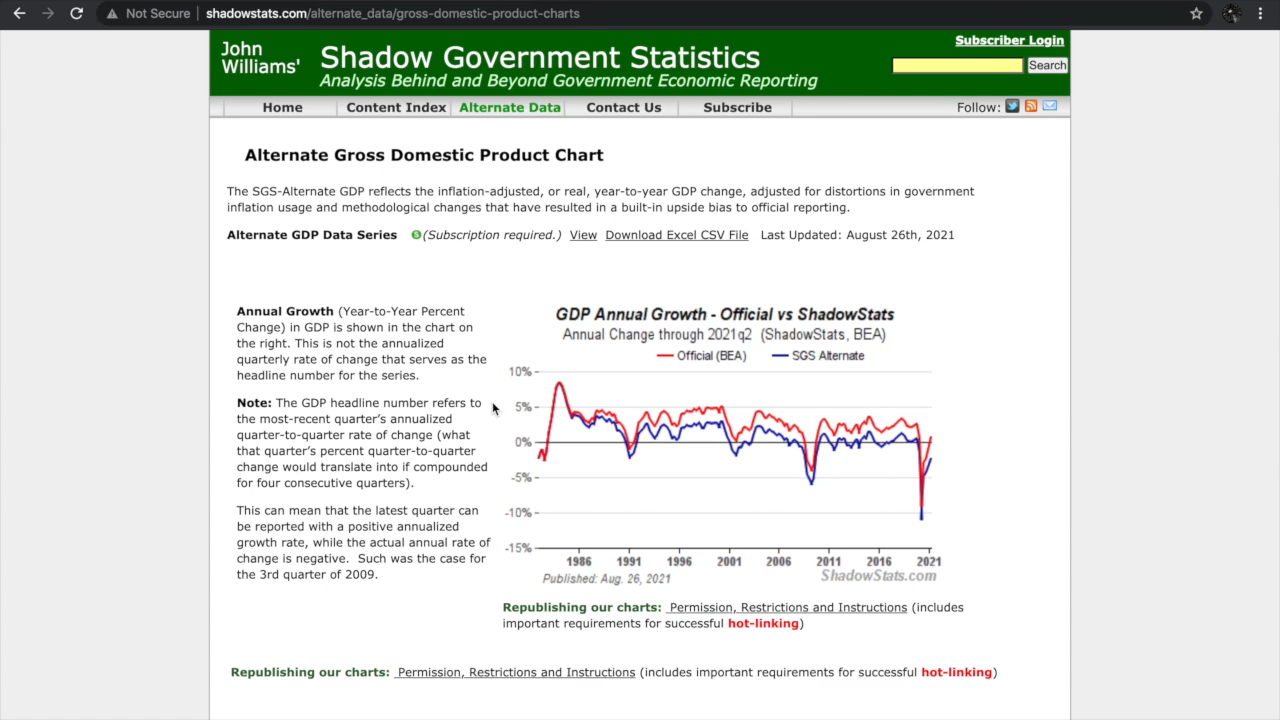 Not Secure | shadowstats.com/alternate_data/gross-domestic-product-charts
John
Williams'
Shadow Government Statistics
Analysis Behind and Beyond Government Economic Reporting
Subscriber Login
Search
Home Content Index Alternate Data Contact Us Subscribe Follow:
Alternate Gross Domestic Product Chart
The SGS-Alternate GDP reflects the inflation-adjusted, or real, year-to-year GDP change, adjusted for distortions in government
inflation usage and methodological changes that have resulted in a built-in upside bias to official reporting.
Alternate GDP Data Series $ (Subscription required.) View Download Excel CSV File Last Updated: August 26th, 2021
Annual Growth (Year-to-Year Percent
Change) in GDP is shown in the chart on
the right. This is not the annualized
quarterly rate of change that serves as the
headline number for the series.
Note: The GDP headline number refers to
the most-recent quarter's annualized
quarter-to-quarter rate of change (what
that quarter's percent quarter-to-quarter
change would translate into if compounded
for four consecutive quarters).
This can mean that the latest quarter can
be reported with a positive annualized
growth rate, while the actual annual rate of
change is negative. Such was the case for
the 3rd quarter of 2009.
GDP Annual Growth - Official vs ShadowStats
Annual Change through 2021q2 (ShadowStats, BEA)
Official (BEA) SGS Alternate
10%
5%
0%
-5%
-10%
-15%
1986 1991 1996 2001 2006 2011 2016 2021
Published: Aug. 26, 2021 ShadowStats.com
Republishing our charts: Permission, Restrictions and Instructions (includes
important requirements for successful hot-linking)
Republishing our charts: Permission, Restrictions and Instructions (includes important requirements for successful hot-linking)